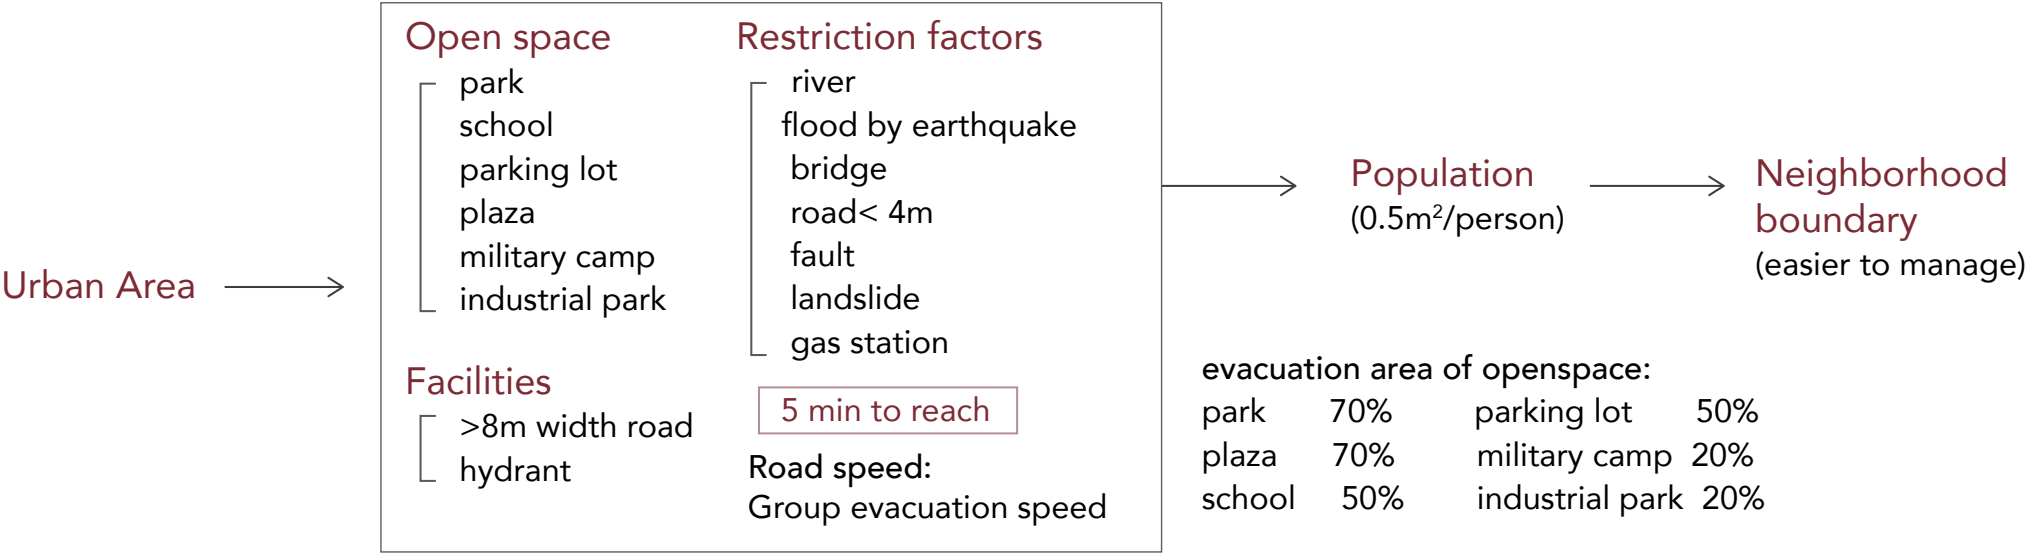 Urban Area
Open space
park
school
parking lot
plaza
military camp
industrial park
Facilities
>8m width road
hydrant
Restriction factors
river
flood by earthquake
bridge
road< 4m
fault
landslide
gas station
5 min to reach
Road speed:
Group evacuation speed
Population
(0.5m²/person)
Neighborhood
boundary
(easier to manage)
evacuation area of openspace:
park 70% parking lot 50%
plaza 70% military camp 20%
school 50% industrial park 20%